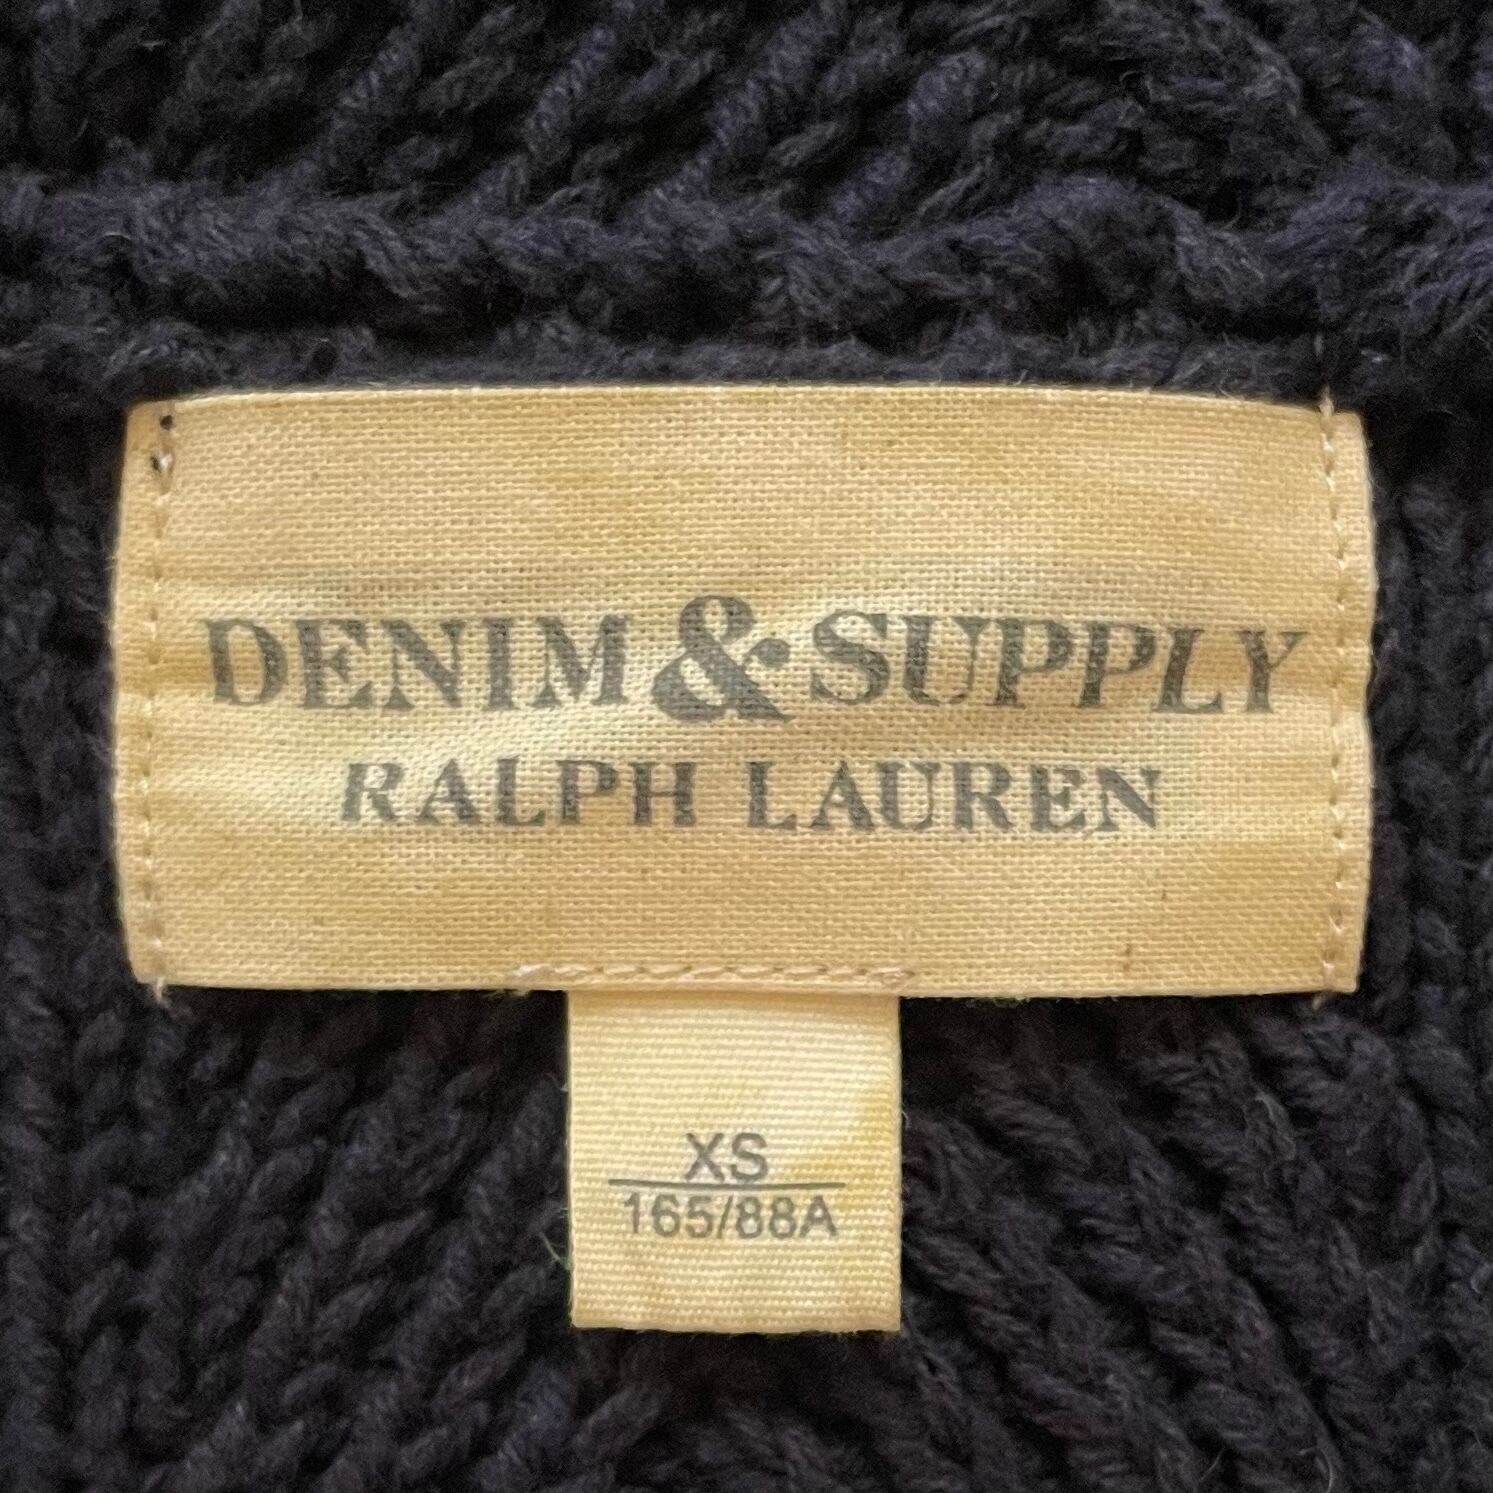 DENIM & SUPPLY
RALPH LAUREN
XS
165/88A